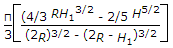 п/3 [ (4/3 RH₁^3/2 - 2/5 H^5/2) / ((2R)^3/2 - (2R - H₁)^3/2) ]